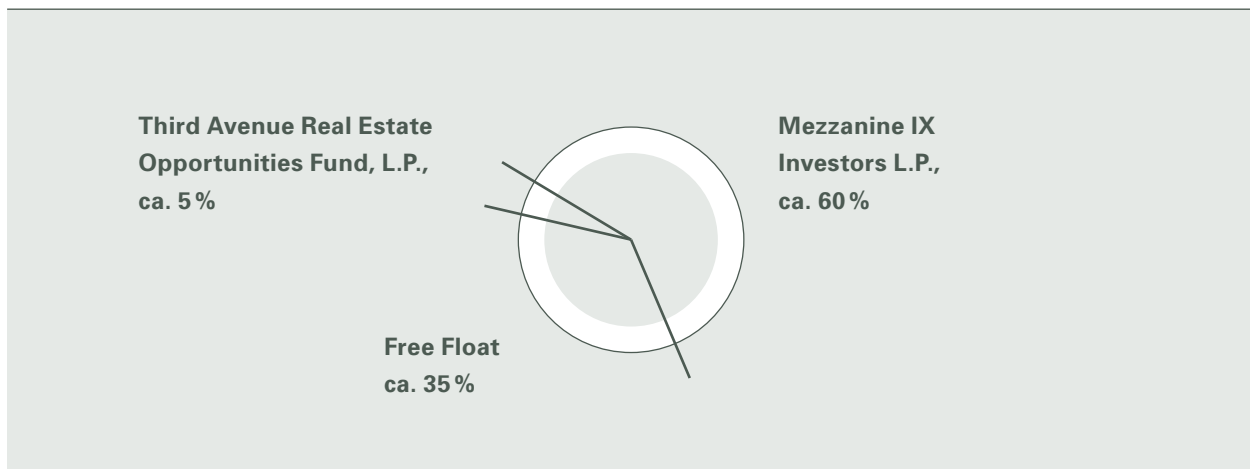 Third Avenue Real Estate
Opportunities Fund, L.P.,
ca. 5 %
Mezzanine IX
Investors L.P.,
ca. 60 %
Free Float
ca. 35 %